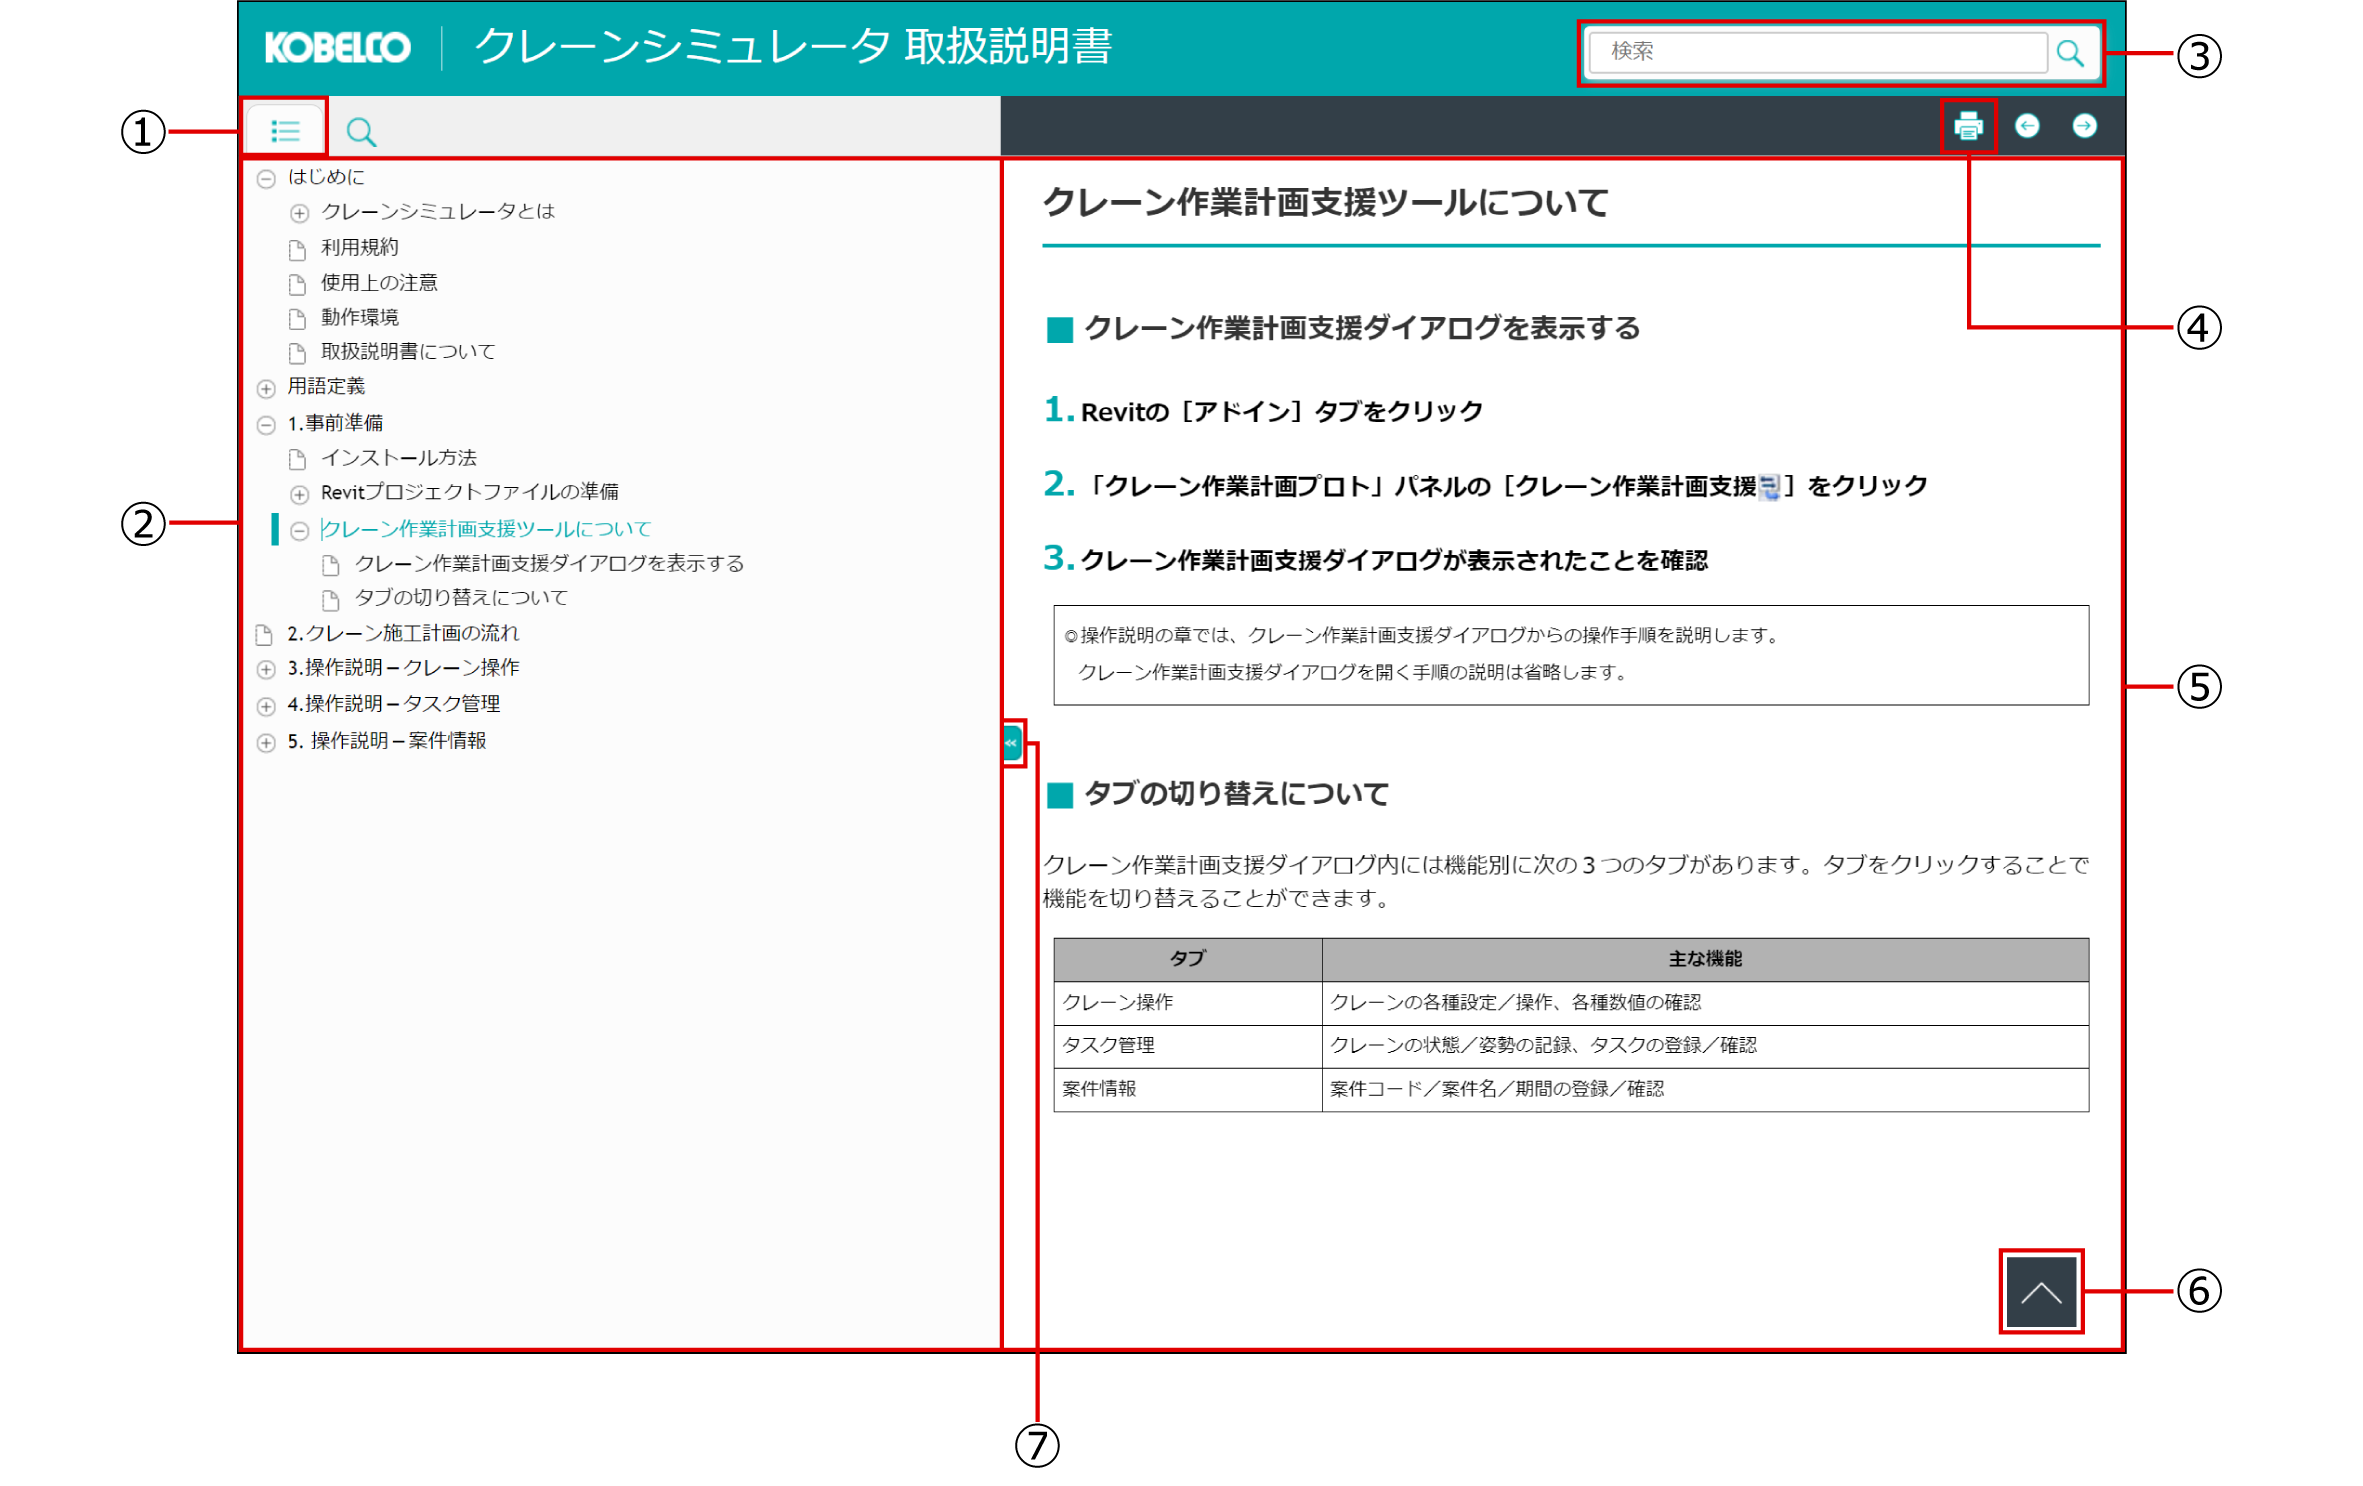 KOBELCO クレーンシミュレータ 取扱説明書
検索
③
①
④
はじめに
クレーンシミュレータとは
利用規約
使用上の注意
動作環境
取扱説明書について
用語定義
1.事前準備
インストール方法
Revitプロジェクトファイルの準備
②
クレーン作業計画支援ツールについて
クレーン作業計画支援ダイアログを表示する
タブの切り替えについて
2.クレーン施工計画の流れ
3.操作説明－クレーン操作
4.操作説明－タスク管理
5. 操作説明－案件情報
クレーン作業計画支援ツールについて
■ クレーン作業計画支援ダイアログを表示する
1. Revitの［アドイン］タブをクリック
2. 「クレーン作業計画プロト」パネルの［クレーン作業計画支援］をクリック
3. クレーン作業計画支援ダイアログが表示されたことを確認
◎操作説明の章では、クレーン作業計画支援ダイアログからの操作手順を説明します。
クレーン作業計画支援ダイアログを開く手順の説明は省略します。
⑤
«
■ タブの切り替えについて
クレーン作業計画支援ダイアログ内には機能別に次の３つのタブがあります。タブをクリックすることで
機能を切り替えることができます。
タブ 主な機能
クレーン操作 クレーンの各種設定／操作、各種数値の確認
タスク管理 クレーンの状態／姿勢の記録、タスクの登録／確認
案件情報 案件コード／案件名／期間の登録／確認
⑥
⑦